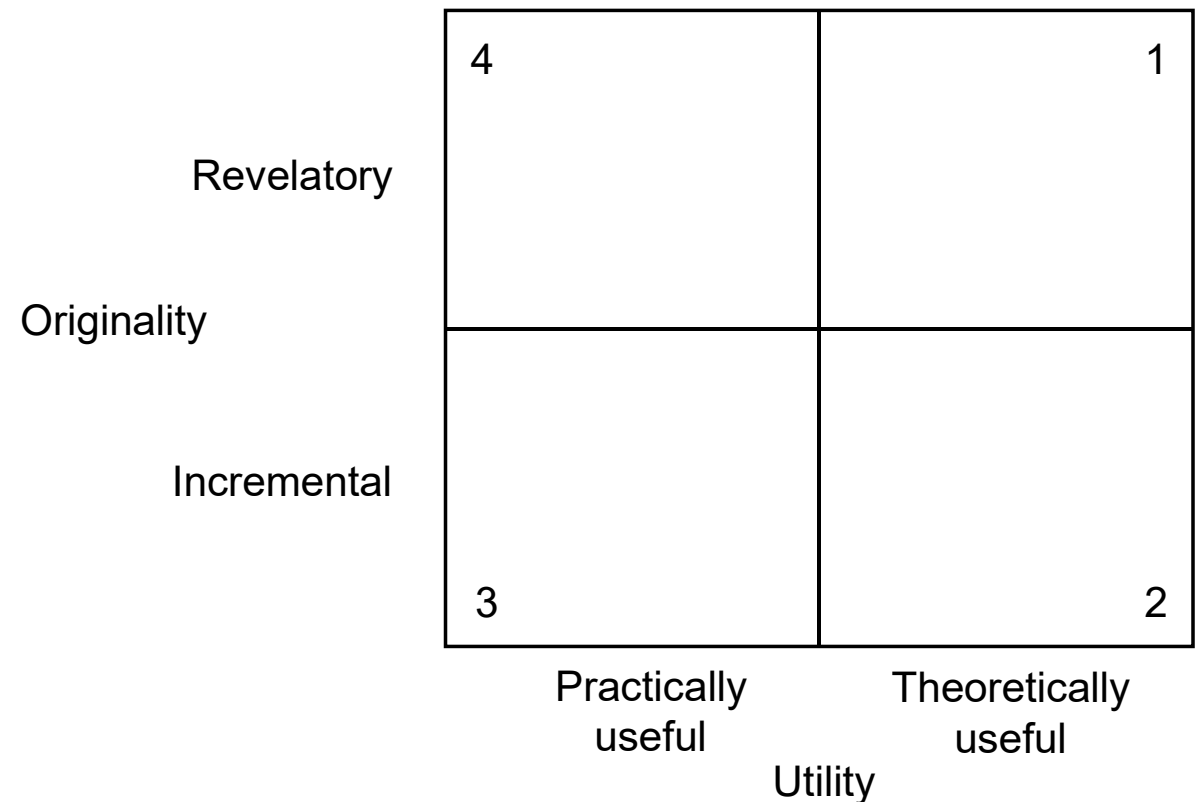 4
1
Revelatory
Originality
Incremental
3
2
Practically
useful
Theoretically
useful
Utility